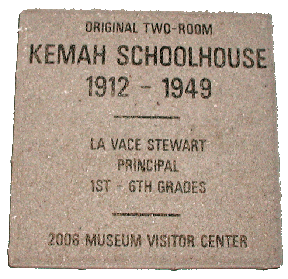 ORIGINAL TWO-ROOM
KEMAH SCHOOLHOUSE
1912 - 1949
LA VACE STEWART
PRINCIPAL
1ST - 6TH GRADES
2006 MUSEUM VISITOR CENTER